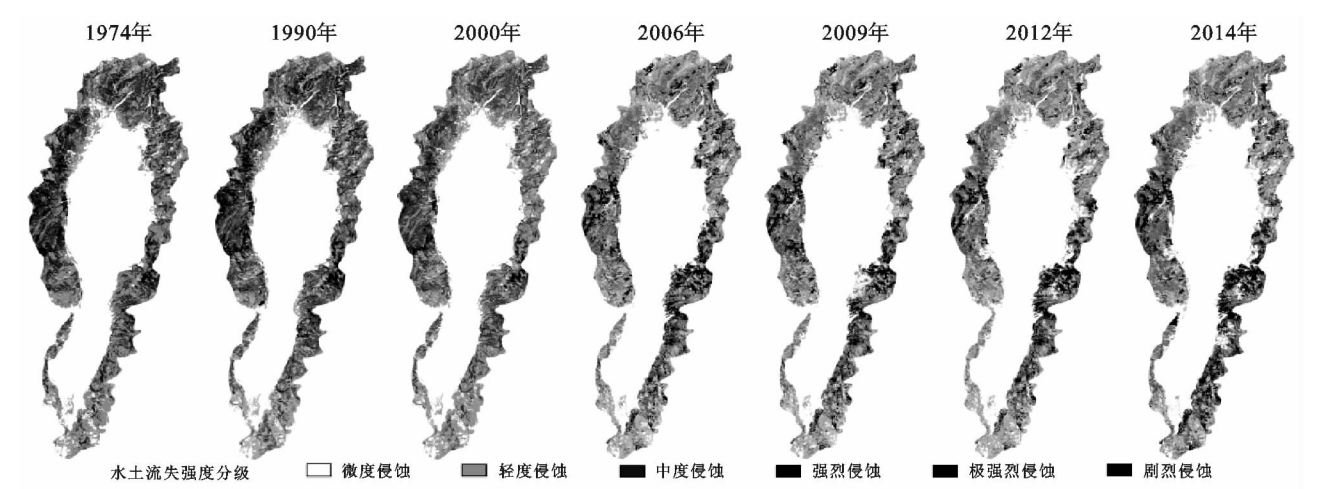 1974年 1990年 2000年 2006年 2009年 2012年 2014年
水土流失强度分级 微度侵蚀 轻度侵蚀 中度侵蚀 强烈侵蚀 极强烈侵蚀 剧烈侵蚀